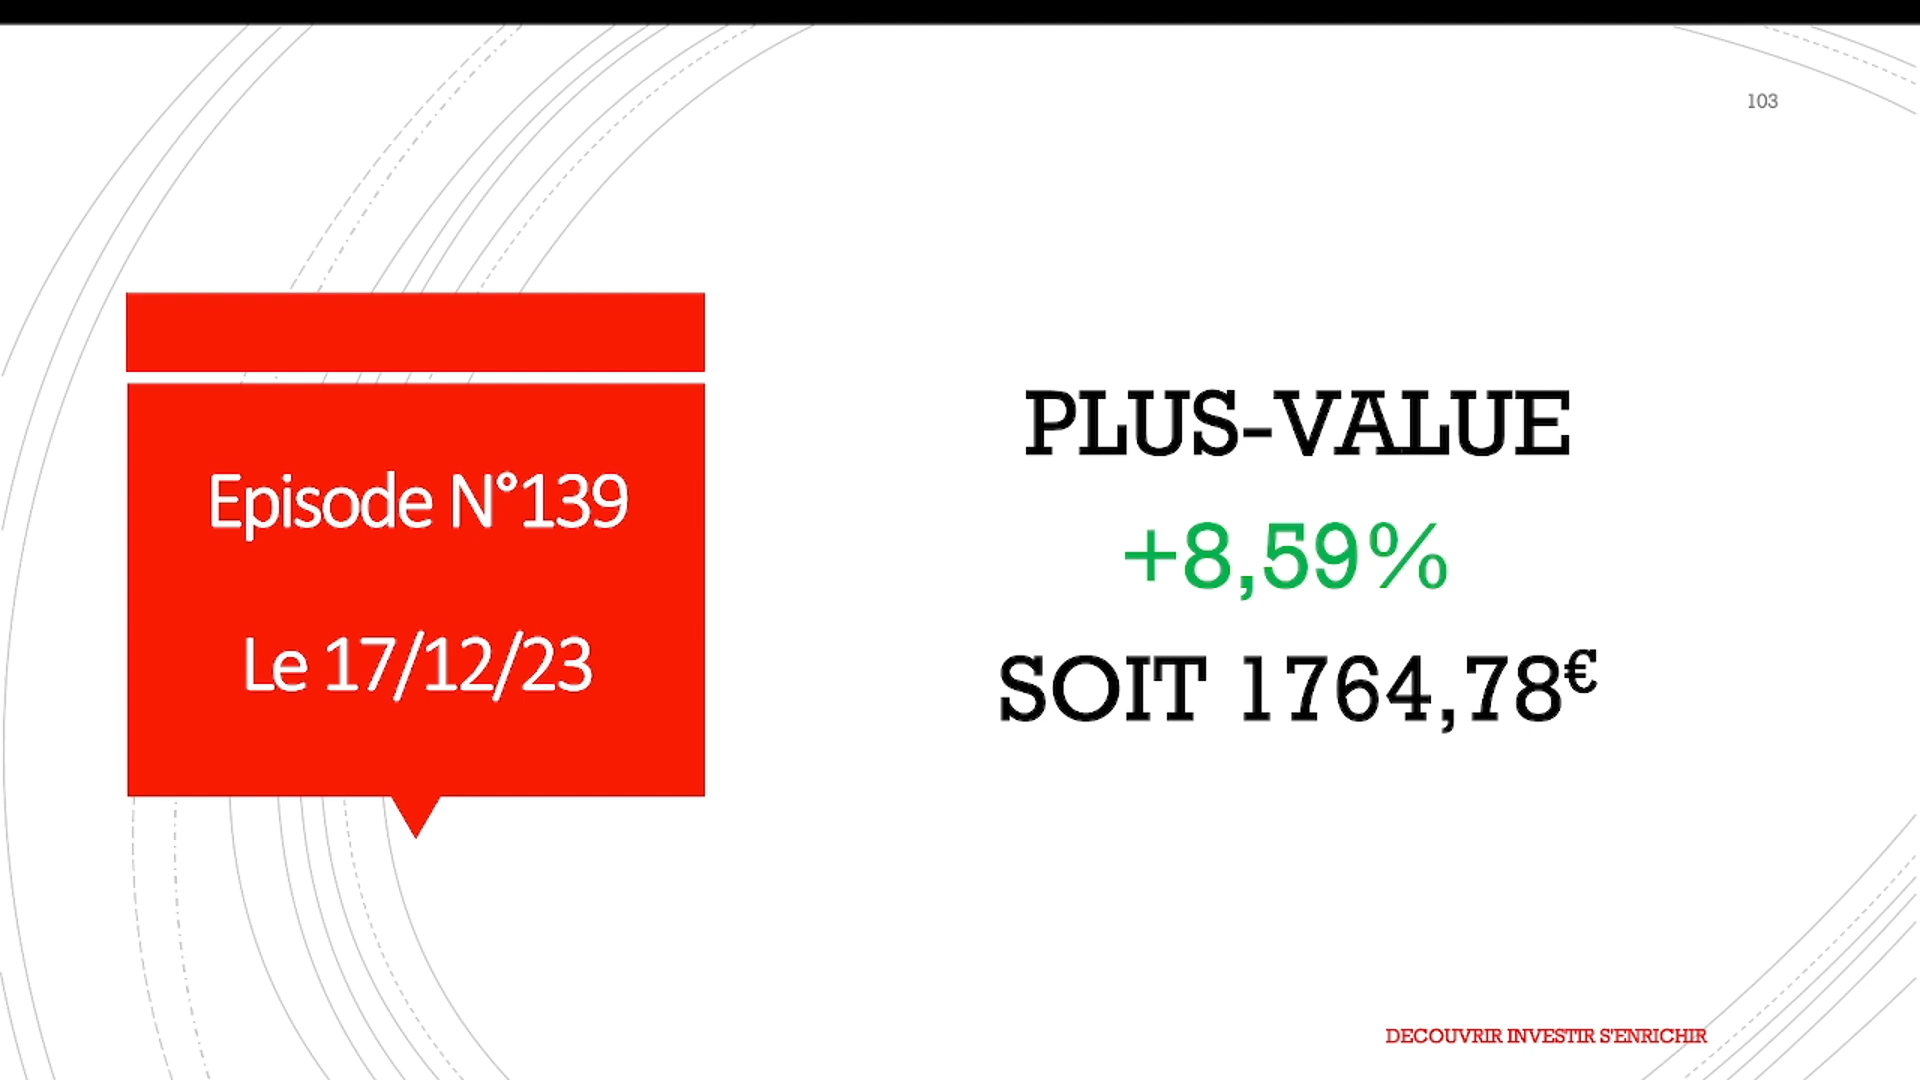 103
Episode N°139
Le 17/12/23
PLUS-VALUE
+8,59%
SOIT 1764,78€
DECOUVRIR INVESTIR S'ENRICHIR